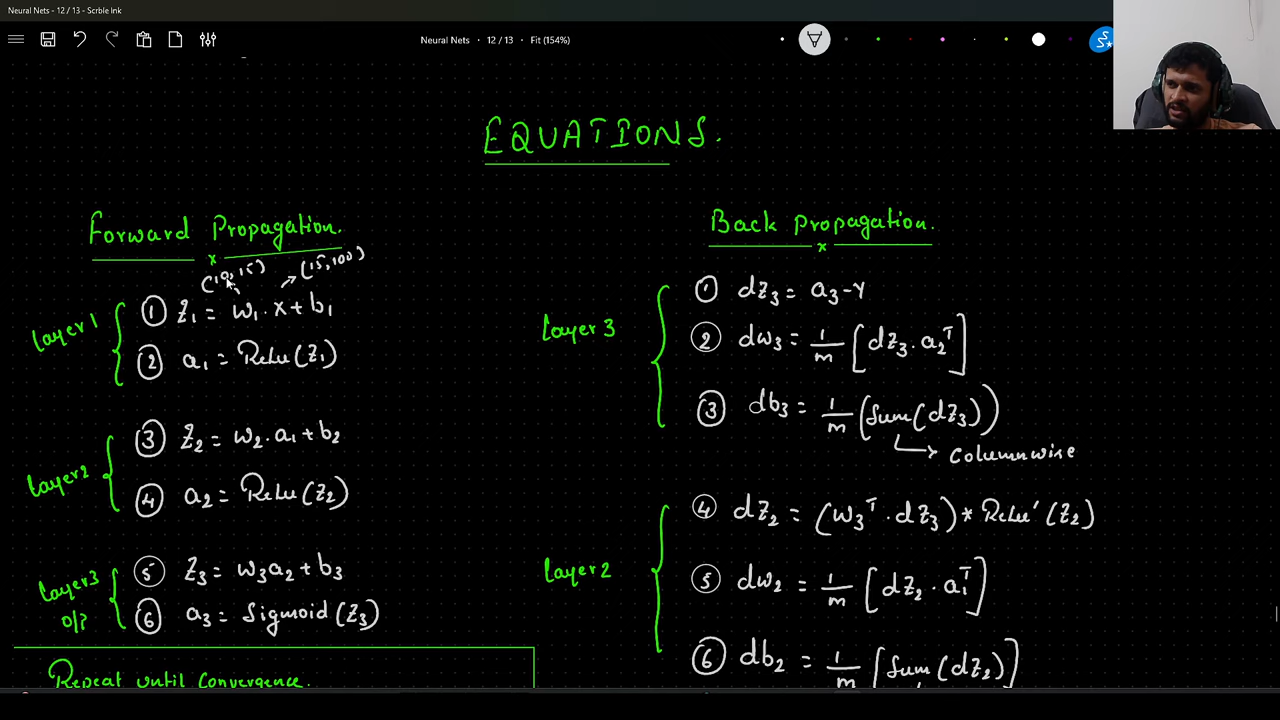 Neural Nets - 12 / 13 - Scrble Ink
Neural Nets • 12 / 13 • Fit (154%)
EQUATIONS.
Forward Propagation.
(10,15) (15,100)
Layer 1
① Z₁ = w₁ . x + b₁
② a₁ = Relu(Z₁)
Layer 2
③ Z₂ = w₂ . a₁ + b₂
④ a₂ = Relu(Z₂)
Layer 3
O/P
⑤ Z₃ = w₃a₂ + b₃
⑥ a₃ = Sigmoid(Z₃)
Repeat until Convergence.
Back Propagation.
Layer 3
① dZ₃ = a₃ - Y
② dw₃ = 1/m [dZ₃ . a₂ᵀ]
③ db₃ = 1/m (Sum(dZ₃))
Columnwise
Layer 2
④ dZ₂ = (w₃ᵀ . dZ₃) * Relu'(Z₂)
⑤ dw₂ = 1/m [dZ₂ . a₁ᵀ]
⑥ db₂ = 1/m [Sum(dZ₂)]